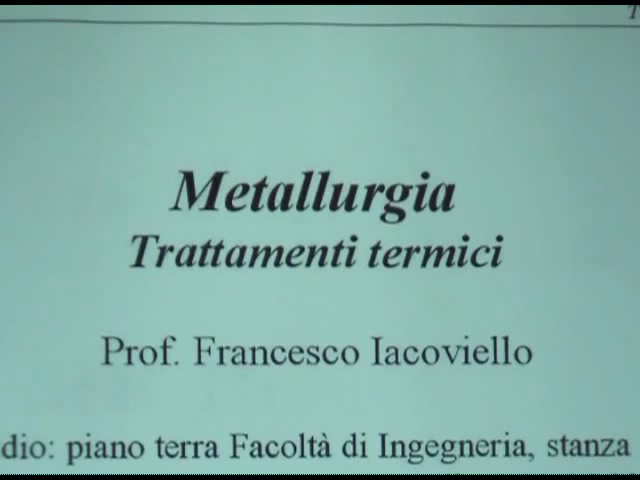 Metallurgia
Trattamenti termici
Prof. Francesco Iacoviello
dio: piano terra Facoltà di Ingegneria, stanza